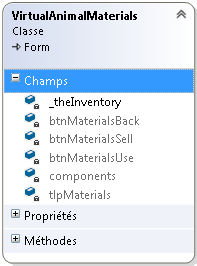 VirtualAnimalMaterials
Classe
Form
Champs
_theInventory
btnMaterialsBack
btnMaterialsSell
btnMaterialsUse
components
tlpMaterials
Propriétés
Méthodes